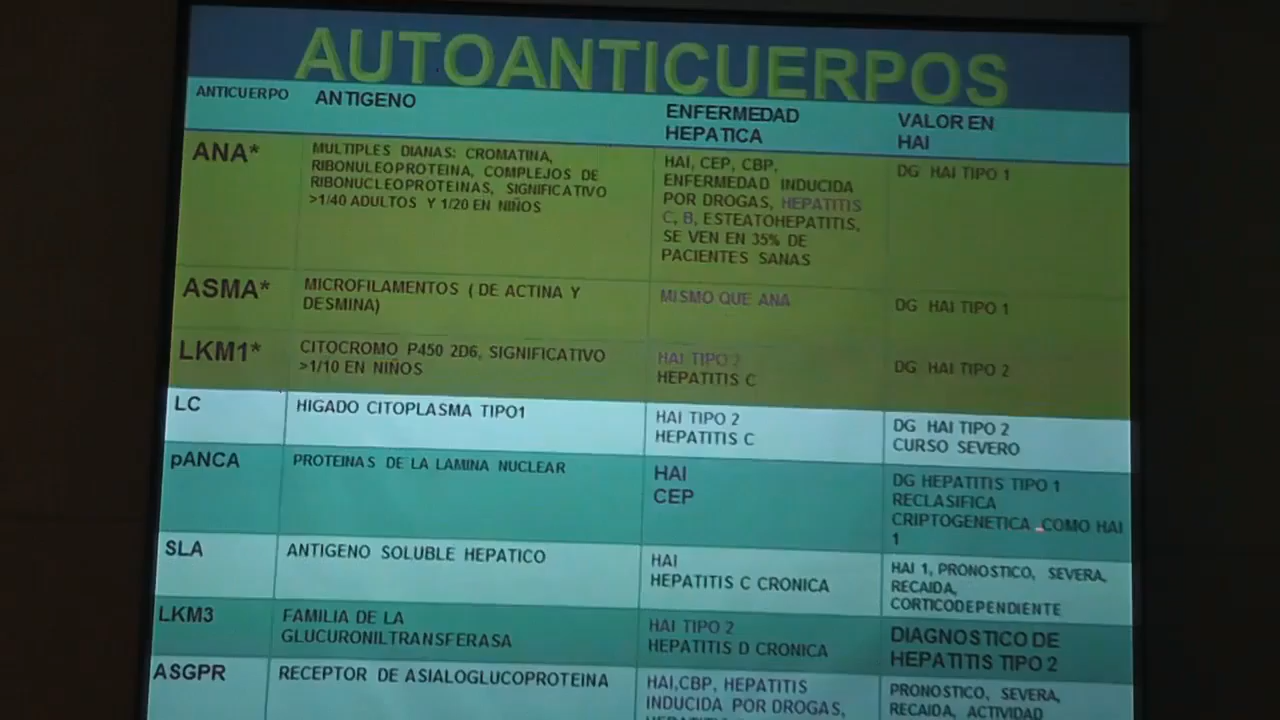 AUTOANTICUERPOS
ANTICUERPO
ANTIGENO
ENFERMEDAD
HEPATICA
VALOR EN
HAI
ANA*
MULTIPLES DIANAS: CROMATINA,
RIBONULEOPROTEINA, COMPLEJOS DE
RIBONUCLEOPROTEINAS, SIGNIFICATIVO
>1/40 ADULTOS Y 1/20 EN NIÑOS
HAI, CEP, CBP,
ENFERMEDAD INDUCIDA
POR DROGAS, HEPATITIS
C, B, ESTEATOHEPATITIS,
SE VEN EN 35% DE
PACIENTES SANAS
DG HAI TIPO 1
ASMA*
MICROFILAMENTOS ( DE ACTINA Y
DESMINA)
MISMO QUE ANA
DG HAI TIPO 1
LKM1*
CITOCROMO P450 2D6, SIGNIFICATIVO
>1/10 EN NIÑOS
HAI TIPO 2
HEPATITIS C
DG HAI TIPO 2
LC
HIGADO CITOPLASMA TIPO1
HAI TIPO 2
HEPATITIS C
DG HAI TIPO 2
CURSO SEVERO
pANCA
PROTEINAS DE LA LAMINA NUCLEAR
HAI
CEP
DG HEPATITIS TIPO 1
RECLASIFICA
CRIPTOGENETICA COMO HAI
1
SLA
ANTIGENO SOLUBLE HEPATICO
HAI
HEPATITIS C CRONICA
HAI 1, PRONOSTICO, SEVERA,
RECAIDA,
CORTICODEPENDIENTE
LKM3
FAMILIA DE LA
GLUCURONILTRANSFERASA
HAI TIPO 2
HEPATITIS D CRONICA
DIAGNOSTICO DE
HEPATITIS TIPO 2
ASGPR
RECEPTOR DE ASIALOGLUCOPROTEINA
HAI,CBP, HEPATITIS
INDUCIDA POR DROGAS,
PRONOSTICO, SEVERA,
RECAIDA, ACTIVIDAD